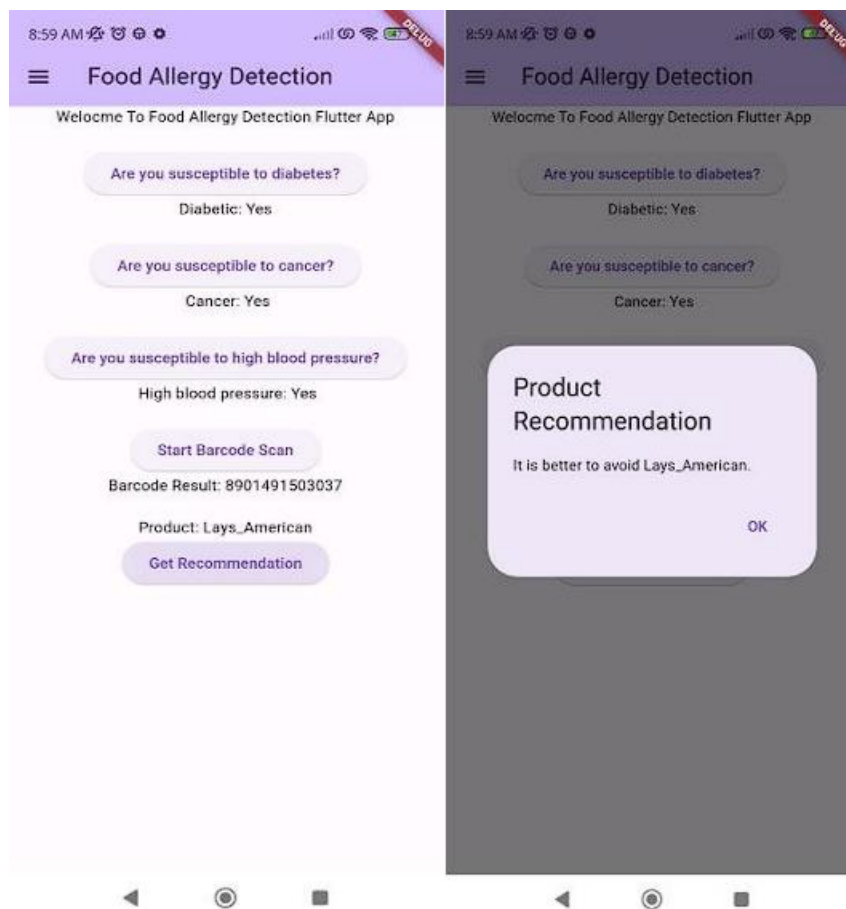 8:59 AM
DEBUG
Food Allergy Detection
Welocme To Food Allergy Detection Flutter App
Are you susceptible to diabetes?
Diabetic: Yes
Are you susceptible to cancer?
Cancer: Yes
Are you susceptible to high blood pressure?
High blood pressure: Yes
Start Barcode Scan
Barcode Result: 8901491503037
Product: Lays_American
Get Recommendation
8:59 AM
DEBUG
Food Allergy Detection
Welocme To Food Allergy Detection Flutter App
Are you susceptible to diabetes?
Diabetic: Yes
Are you susceptible to cancer?
Cancer: Yes
Product
Recommendation
It is better to avoid Lays_American.
OK